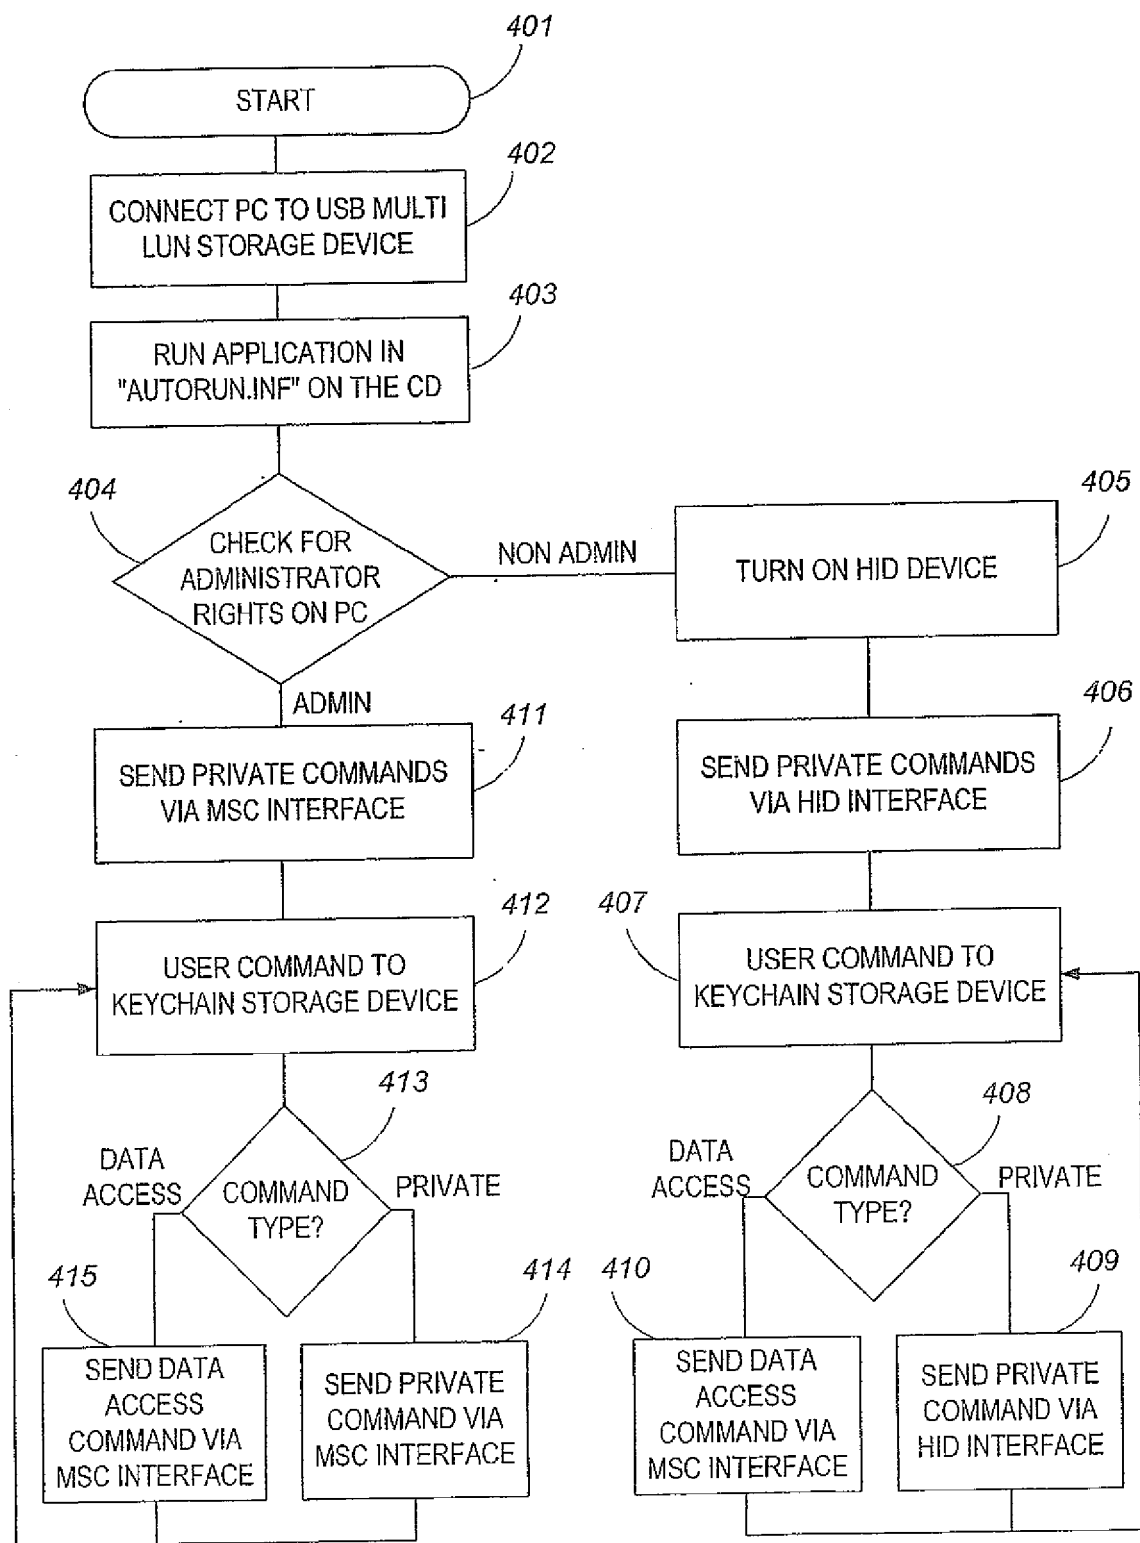 401
START
402
CONNECT PC TO USB MULTI
LUN STORAGE DEVICE
403
RUN APPLICATION IN
"AUTORUN.INF" ON THE CD
404
CHECK FOR
ADMINISTRATOR
RIGHTS ON PC
NON ADMIN
405
TURN ON HID DEVICE
ADMIN
411
SEND PRIVATE COMMANDS
VIA MSC INTERFACE
406
SEND PRIVATE COMMANDS
VIA HID INTERFACE
412
USER COMMAND TO
KEYCHAIN STORAGE DEVICE
407
USER COMMAND TO
KEYCHAIN STORAGE DEVICE
413
DATA
ACCESS
COMMAND
TYPE?
PRIVATE
408
DATA
ACCESS
COMMAND
TYPE?
PRIVATE
415
SEND DATA
ACCESS
COMMAND VIA
MSC INTERFACE
414
SEND PRIVATE
COMMAND VIA
MSC INTERFACE
410
SEND DATA
ACCESS
COMMAND VIA
MSC INTERFACE
409
SEND PRIVATE
COMMAND VIA
HID INTERFACE